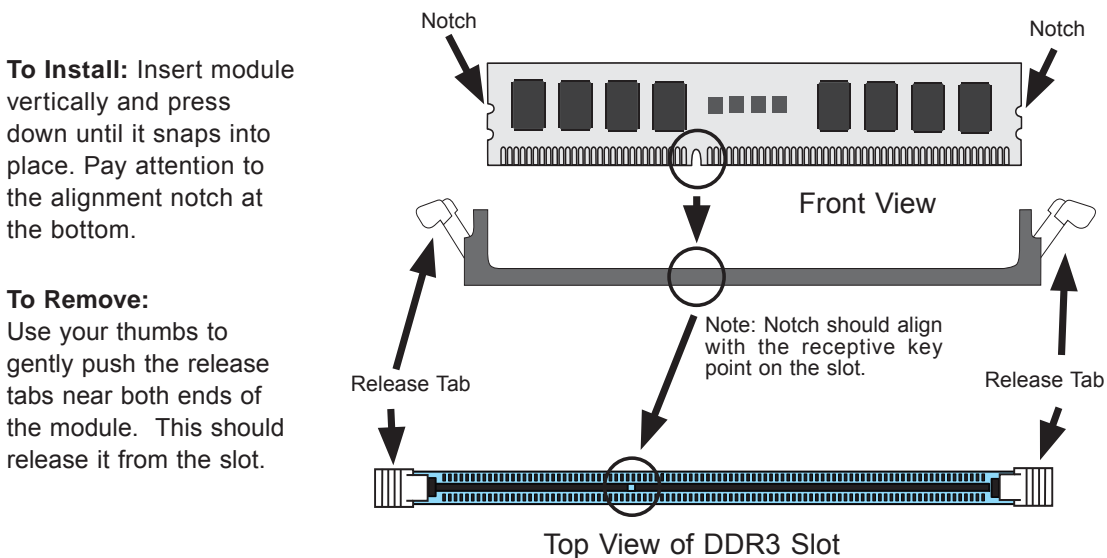 To Install: Insert module
vertically and press
down until it snaps into
place. Pay attention to
the alignment notch at
the bottom.
To Remove:
Use your thumbs to
gently push the release
tabs near both ends of
the module. This should
release it from the slot.
Notch
Notch
Front View
Note: Notch should align
with the receptive key
point on the slot.
Release Tab
Release Tab
Top View of DDR3 Slot